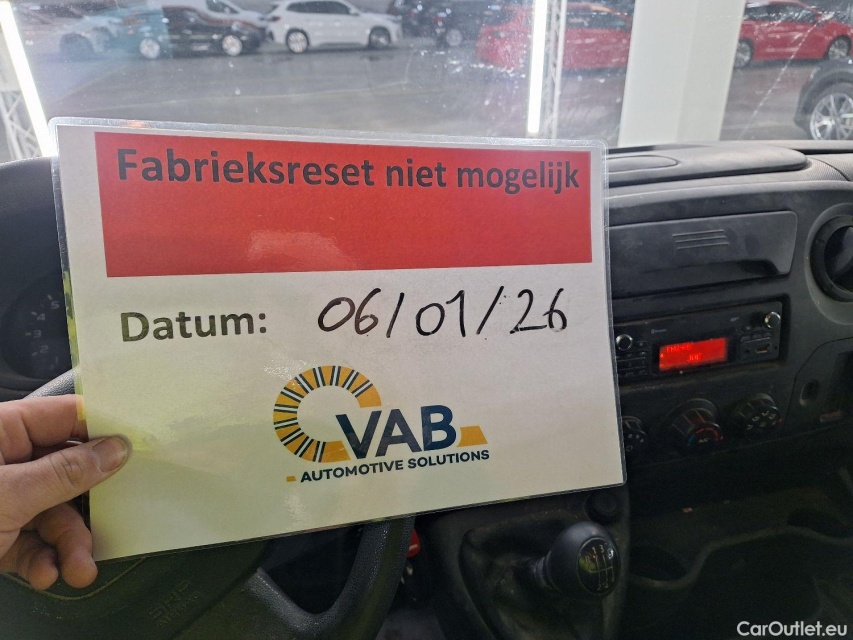 Fabrieksreset niet mogelijk
Datum: 06/01/26
VAB
AUTOMOTIVE SOLUTIONS
CarOutlet.eu